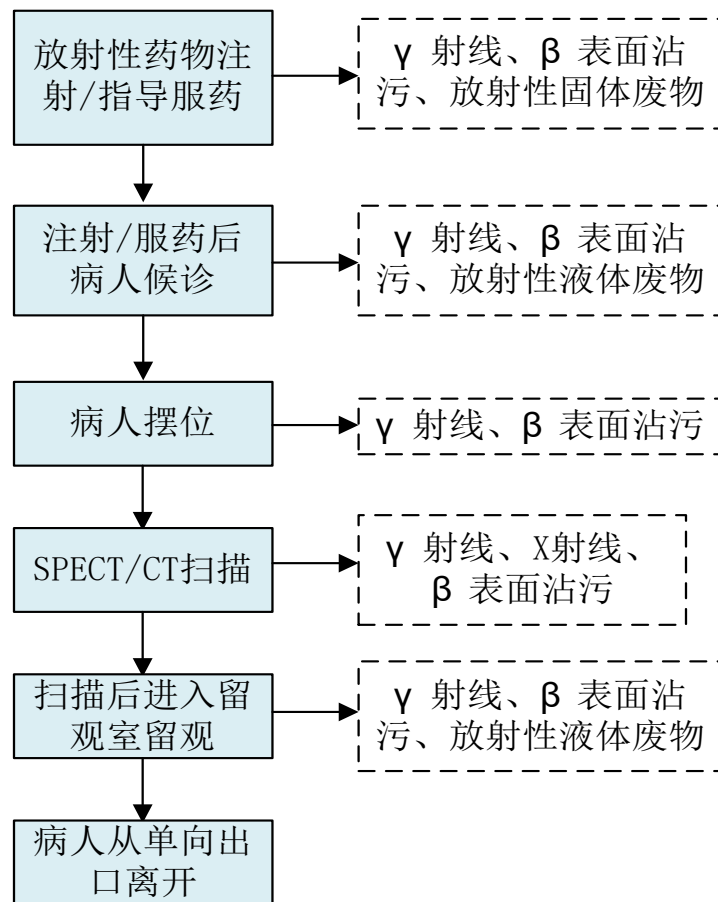 放射性药物注
射/指导服药
γ 射线、β 表面沾
污、放射性固体废物
注射/服药后
病人候诊
γ 射线、β 表面沾
污、放射性液体废物
病人摆位
γ 射线、β 表面沾污
SPECT/CT扫描
γ 射线、X射线、
β 表面沾污
扫描后进入留
观室留观
γ 射线、β 表面沾
污、放射性液体废物
病人从单向出
口离开